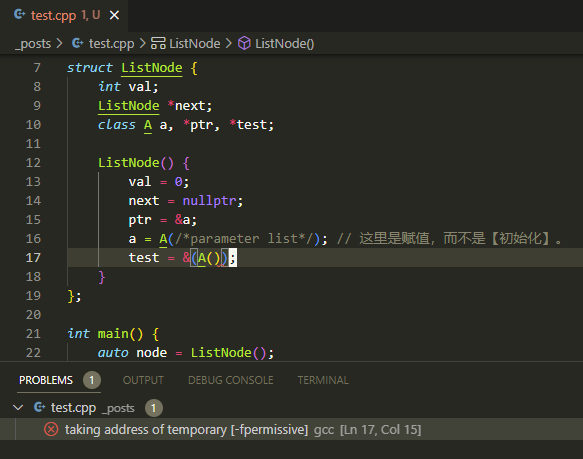 test.cpp 1, U ×
_posts > test.cpp > ListNode > ListNode()
7 struct ListNode {
8 int val;
9 ListNode *next;
10 class A a, *ptr, *test;
11
12 ListNode() {
13 val = 0;
14 next = nullptr;
15 ptr = &a;
16 a = A(/*parameter list*/); // 这里是赋值，而不是【初始化】。
17 test = &(A());
18 }
19 };
20
21 int main() {
22 auto node = ListNode();
PROBLEMS 1 OUTPUT DEBUG CONSOLE TERMINAL
test.cpp _posts 1
taking address of temporary [-fpermissive] gcc [Ln 17, Col 15]